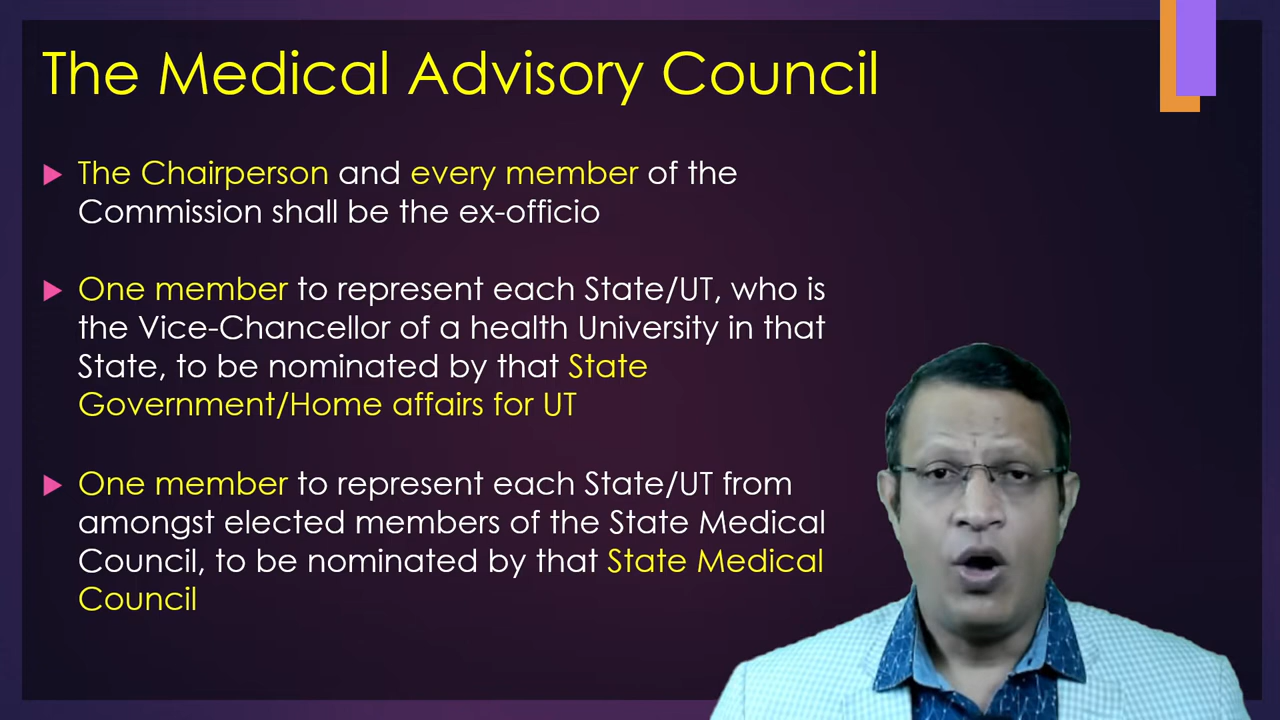 The Medical Advisory Council
The Chairperson and every member of the
Commission shall be the ex-officio
One member to represent each State/UT, who is
the Vice-Chancellor of a health University in that
State, to be nominated by that State
Government/Home affairs for UT
One member to represent each State/UT from
amongst elected members of the State Medical
Council, to be nominated by that State Medical
Council